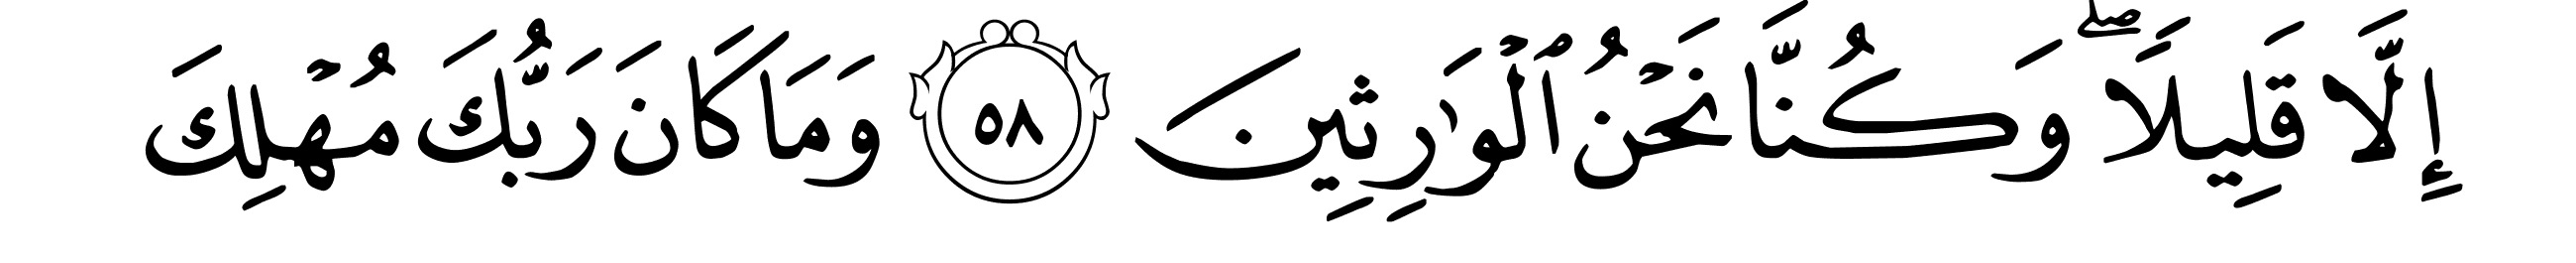 إِلَّا قَلِيلًاۖ وَكُنَّا نَحۡنُ ٱلۡوَٰرِثِينَ ٥٨ وَمَا كَانَ رَبُّكَ مُهۡلِكَ